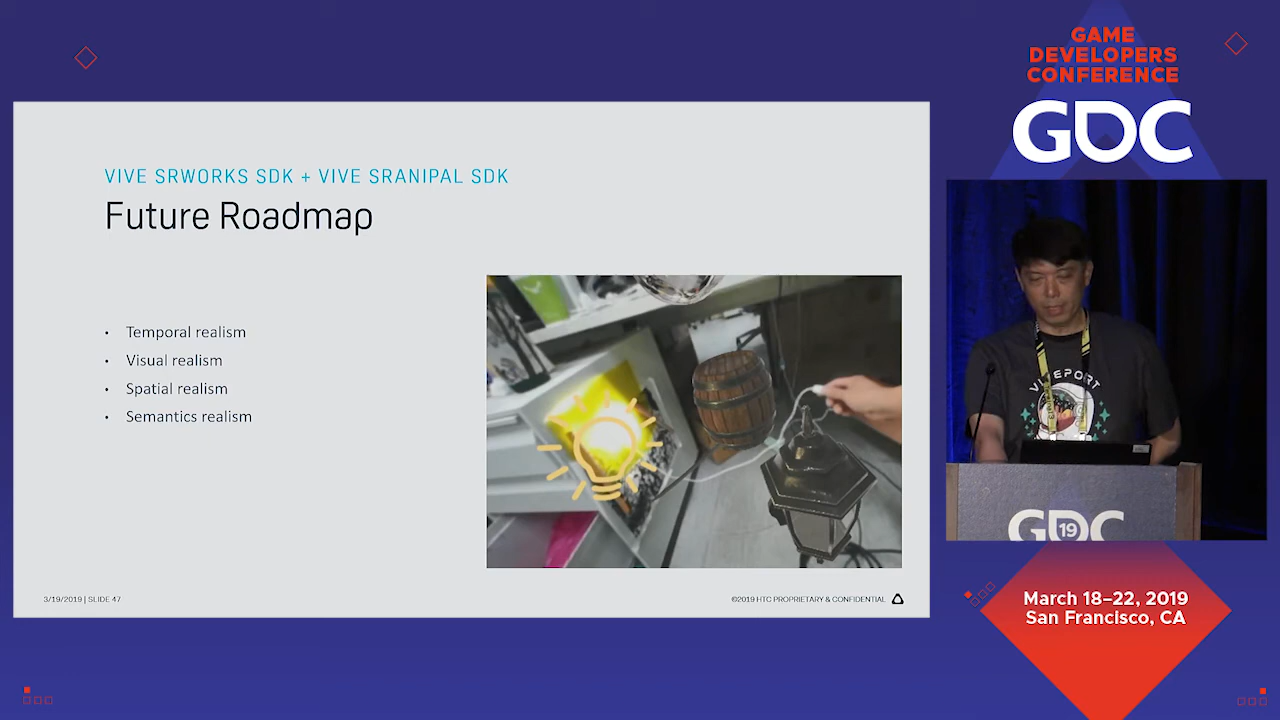 GAME
DEVELOPERS
CONFERENCE
GDC
VIVE SRWORKS SDK + VIVE SRANIPAL SDK
Future Roadmap
• Temporal realism
• Visual realism
• Spatial realism
• Semantics realism
3/19/2019 | SLIDE 47
©2019 HTC PROPRIETARY & CONFIDENTIAL
VIVEPORT
GDC
19
March 18–22, 2019
San Francisco, CA